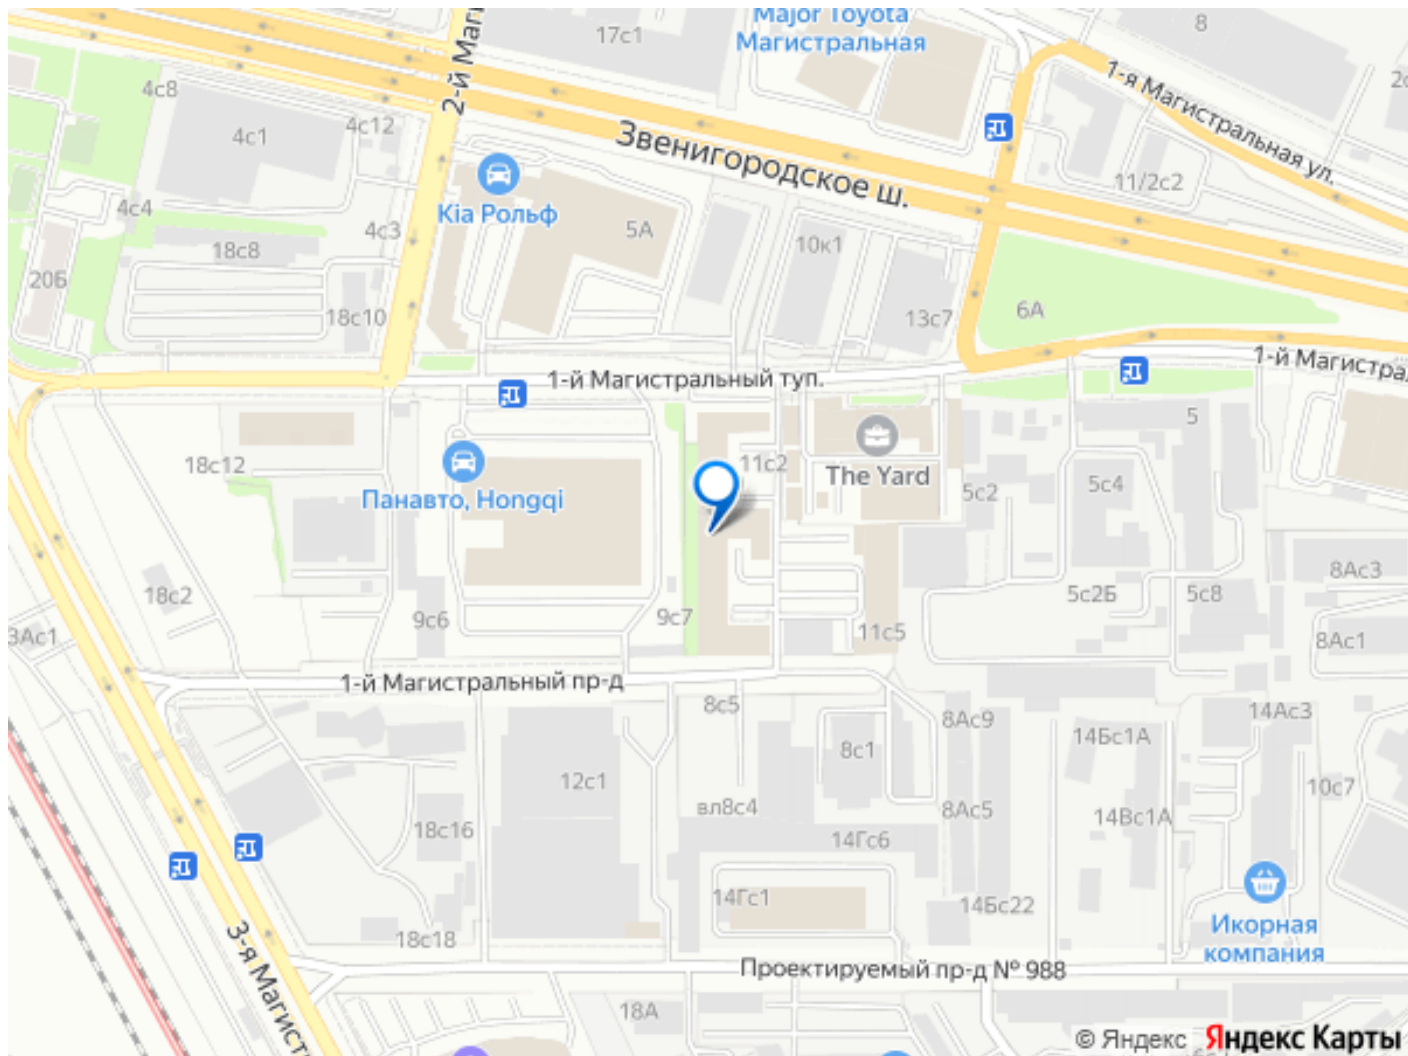 Major Toyota
Магистральная
17с1
8
2-й Маг
1-я Магистральная ул.
4с8
4с1
4с12
Звенигородское ш.
11/2с2
4с4
Kia Рольф
4с3
5А
10к1
18с8
20Б
18с10
13с7
6А
1-й Магистральный туп.
1-й Магистра
18с12
11с2
5
The Yard
Панавто, Hongqi
5с2
5с4
18с2
9с6
9с7
11с5
5с2Б
5с8
8Ас3
8Ас1
3Ас1
1-й Магистральный пр-д
8с5
8Ас9
14Ас3
8с1
14Бс1А
12с1
10с7
вл8с4
8Ас5
14Вс1А
18с16
14Гс6
14Гс1
14Бс22
18с18
Икорная
компания
3-я Магистр
Проектируемый пр-д № 988
18А
© Яндекс Яндекс Карты